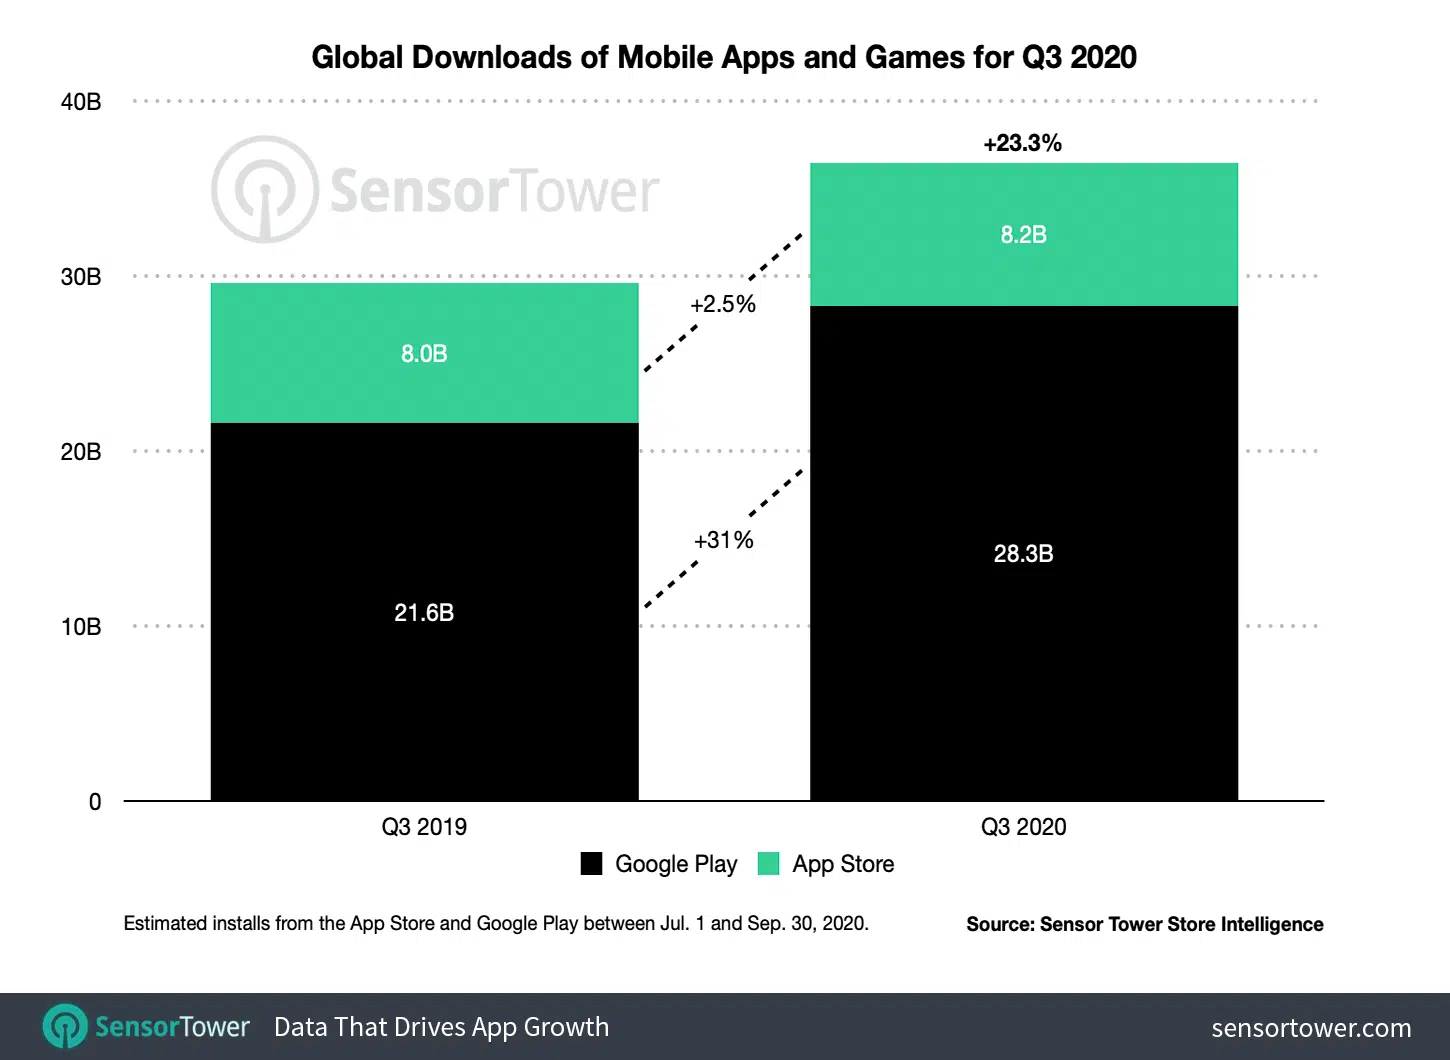 Global Downloads of Mobile Apps and Games for Q3 2020
40B
+23.3%
SensorTower
8.2B
30B
+2.5%
8.0B
20B
+31%
28.3B
21.6B
10B
0
Q3 2019
Q3 2020
Google Play
App Store
Estimated installs from the App Store and Google Play between Jul. 1 and Sep. 30, 2020.
Source: Sensor Tower Store Intelligence
SensorTower
Data That Drives App Growth
sensortower.com